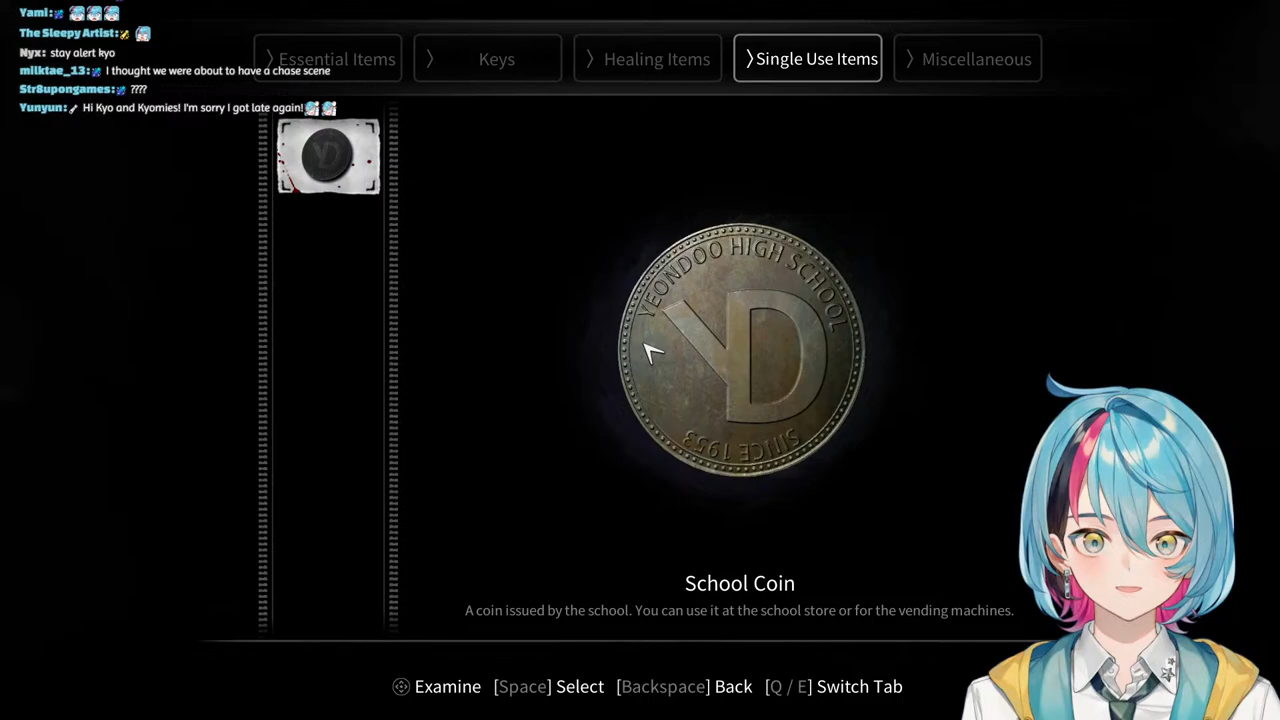 Yami:
The Sleepy Artist:
Nyx: stay alert kyo
milktae_13: I thought we were about to have a chase scene
Str8upongames: ????
Yunyun: Hi Kyo and Kyomies! I'm sorry I got late again!
Essential Items
Keys
Healing Items
Single Use Items
Miscellaneous
YD
YEONDOO HIGH SCHOOL
YD
SINCE 1953
School Coin
A coin issued by the school. You can use it at the school store or for the vending machines.
Examine [Space] Select [Backspace] Back [Q / E] Switch Tab